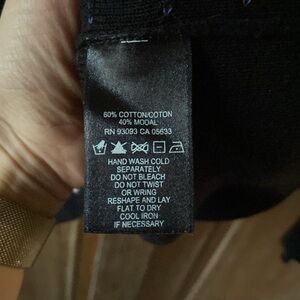 60% COTTON/COTON
40% MODAL
RN 93093 CA 05633
HAND WASH COLD
SEPARATELY
DO NOT BLEACH
DO NOT TWIST
OR WRING
RESHAPE AND LAY
FLAT TO DRY
COOL IRON
IF NECESSARY